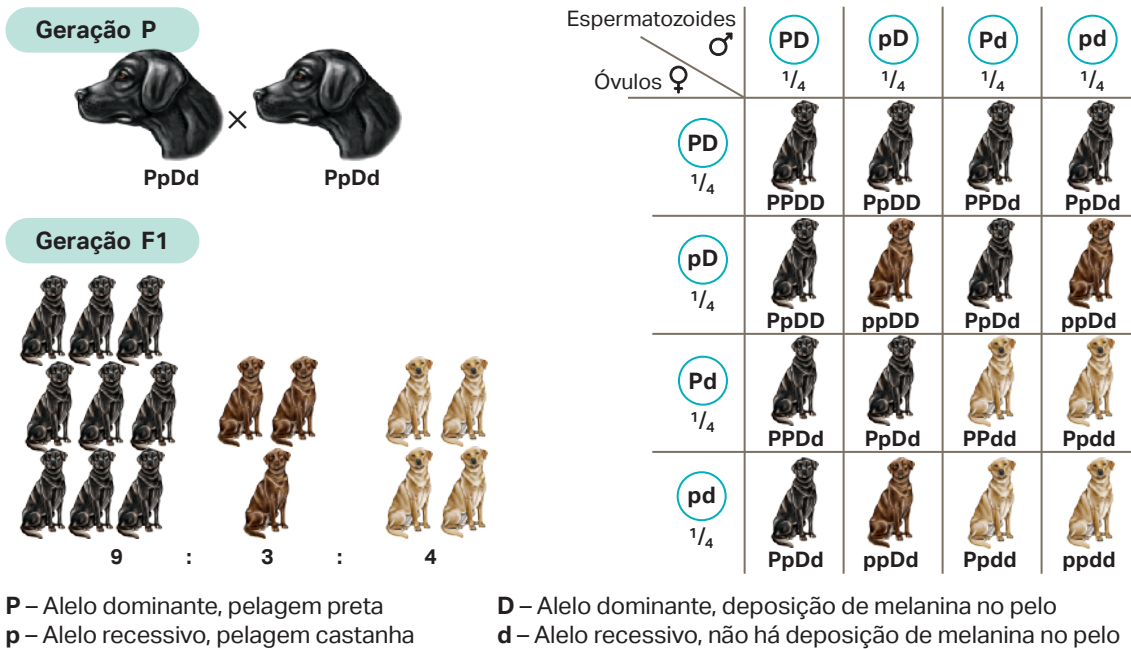 Geração P
×
PpDd PpDd
Geração F1
9 : 3 : 4
Espermatozoides ♂
Óvulos ♀
PD pD Pd pd
1/4 1/4 1/4 1/4
PD
1/4
PPDD PpDD PPDd PpDd
pD
1/4
PpDD ppDD PpDd ppDd
Pd
1/4
PPDd PpDd PPdd Ppdd
pd
1/4
PpDd ppDd Ppdd ppdd
P – Alelo dominante, pelagem preta
p – Alelo recessivo, pelagem castanha
D – Alelo dominante, deposição de melanina no pelo
d – Alelo recessivo, não há deposição de melanina no pelo